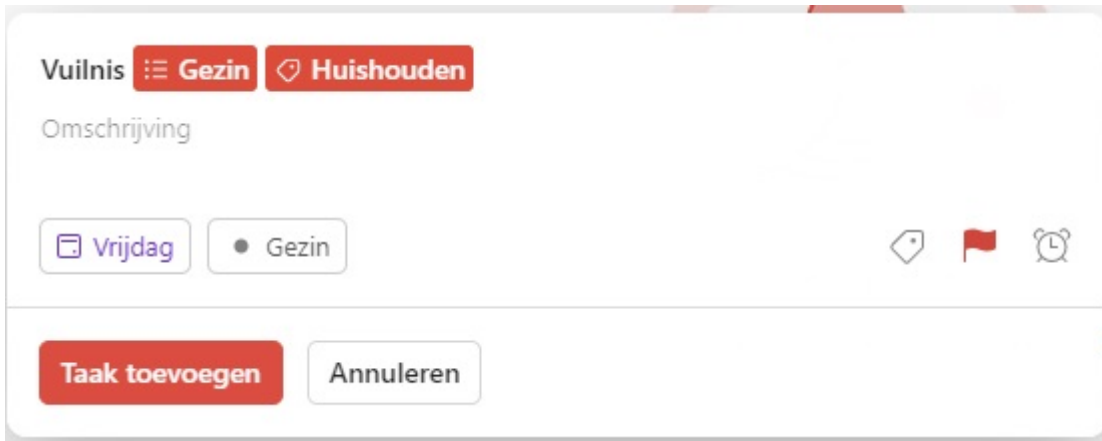 Vuilnis Gezin Huishouden
Omschrijving
Vrijdag Gezin
Taak toevoegen Annuleren